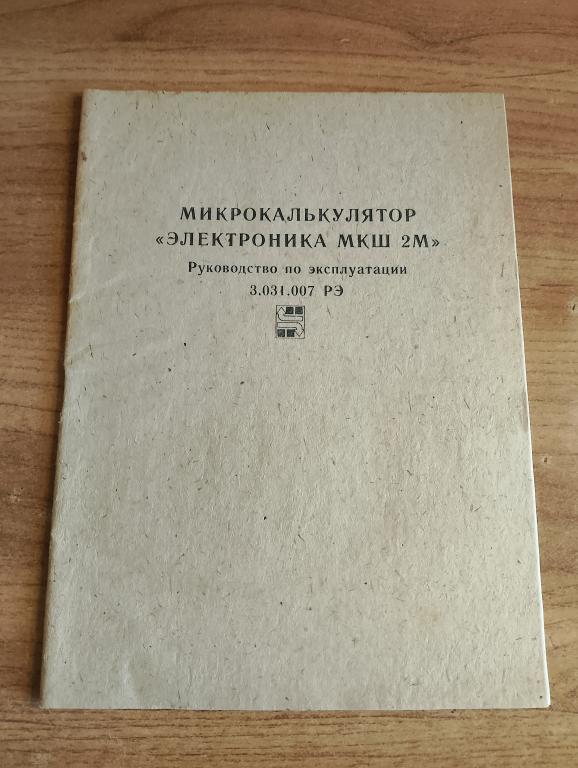 МИКРОКАЛЬКУЛЯТОР
«ЭЛЕКТРОНИКА МКШ 2М»
Руководство по эксплуатации
3.031.007 РЭ